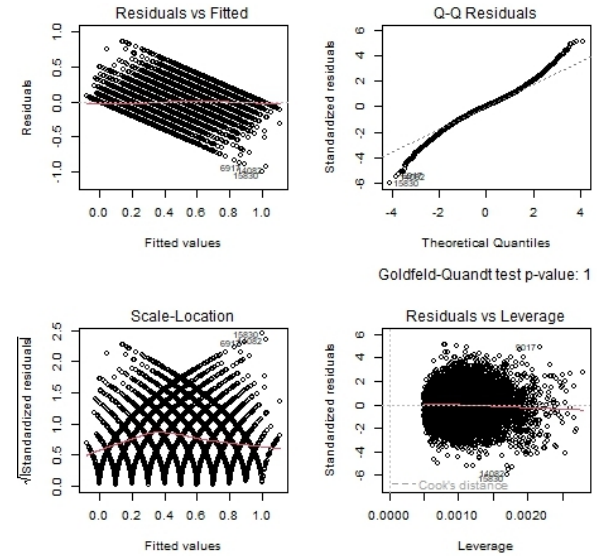 Residuals vs Fitted
Residuals
1.0
0.5
0.0
-0.5
-1.0
15830
0.0 0.2 0.4 0.6 0.8 1.0
Fitted values
Q-Q Residuals
Standardized residuals
6
4
2
0
-2
-4
-6
15830
-4 -2 0 2 4
Theoretical Quantiles
Goldfeld-Quandt test p-value: 1
Scale-Location
√|Standardized residuals|
2.5
2.0
1.5
1.0
0.5
0.0
15830
0.0 0.2 0.4 0.6 0.8 1.0
Fitted values
Residuals vs Leverage
Standardized residuals
6
4
2
0
-2
-4
-6
14082
15830
Cook's distance
0.0000 0.0010 0.0020
Leverage